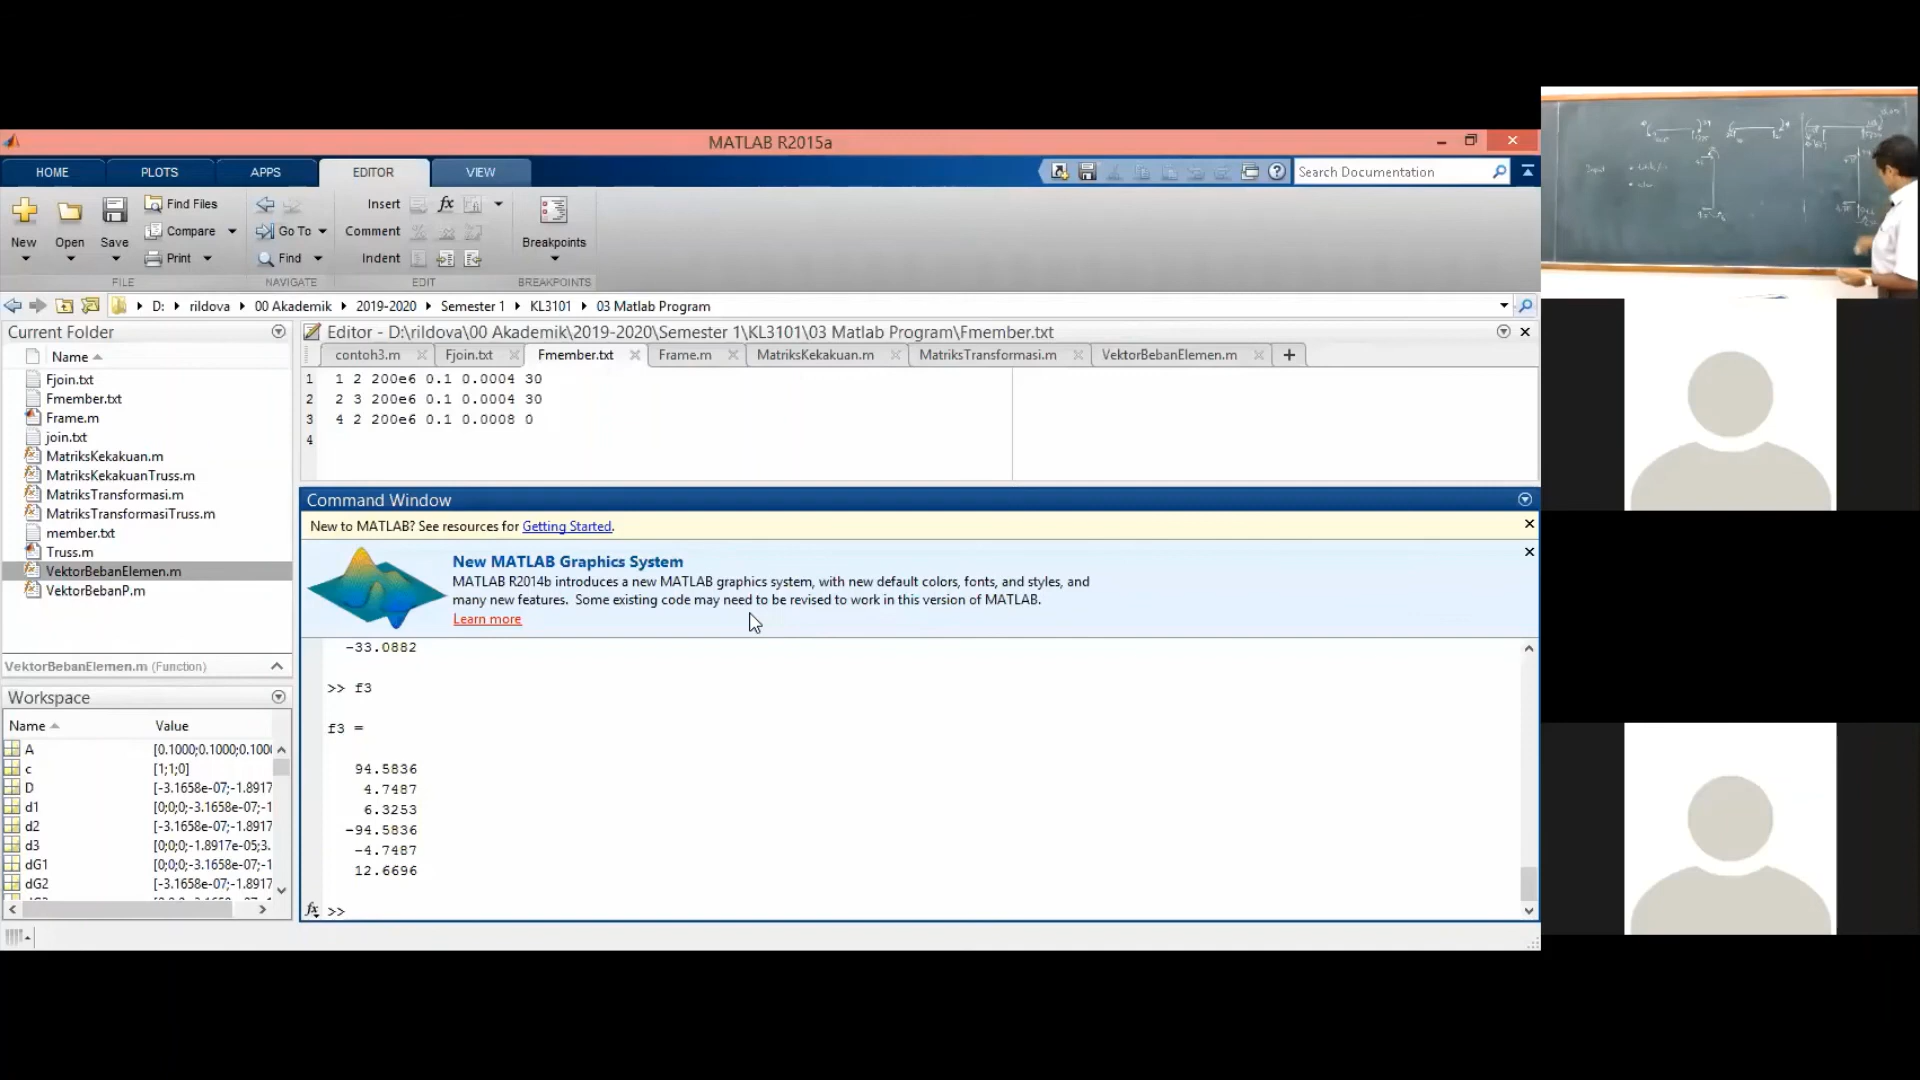 MATLAB R2015a
HOME PLOTS APPS EDITOR VIEW
Search Documentation
New Open Save Find Files Compare Print
Go To Find
Insert fx
Comment %
Indent
Breakpoints
FILE NAVIGATE EDIT BREAKPOINTS
D: rildova 00 Akademik 2019-2020 Semester 1 KL3101 03 Matlab Program
Current Folder
Name
Fjoin.txt
Fmember.txt
Frame.m
join.txt
MatriksKekakuan.m
MatriksKekakuanTruss.m
MatriksTransformasi.m
MatriksTransformasiTruss.m
member.txt
Truss.m
VektorBebanElemen.m
VektorBebanP.m
VektorBebanElemen.m (Function)
Workspace
Name Value
A [0.1000;0.1000;0.100
c [1;1;0]
D [-3.1658e-07;-1.8917
d1 [0;0;0;-3.1658e-07;-1
d2 [-3.1658e-07;-1.8917
d3 [0;0;0;-1.8917e-05;3.
dG1 [0;0;0;-3.1658e-07;-1
dG2 [-3.1658e-07;-1.8917
Editor - D:\rildova\00 Akademik\2019-2020\Semester 1\KL3101\03 Matlab Program\Fmember.txt
contoh3.m Fjoin.txt Fmember.txt Frame.m MatriksKekakuan.m MatriksTransformasi.m VektorBebanElemen.m
1 1 2 200e6 0.1 0.0004 30
2 2 3 200e6 0.1 0.0004 30
3 4 2 200e6 0.1 0.0008 0
4
Command Window
New to MATLAB? See resources for Getting Started.
New MATLAB Graphics System
MATLAB R2014b introduces a new MATLAB graphics system, with new default colors, fonts, and styles, and
many new features. Some existing code may need to be revised to work in this version of MATLAB.
Learn more
-33.0882
>> f3
f3 =
94.5836
4.7487
6.3253
-94.5836
-4.7487
12.6696
fx >>